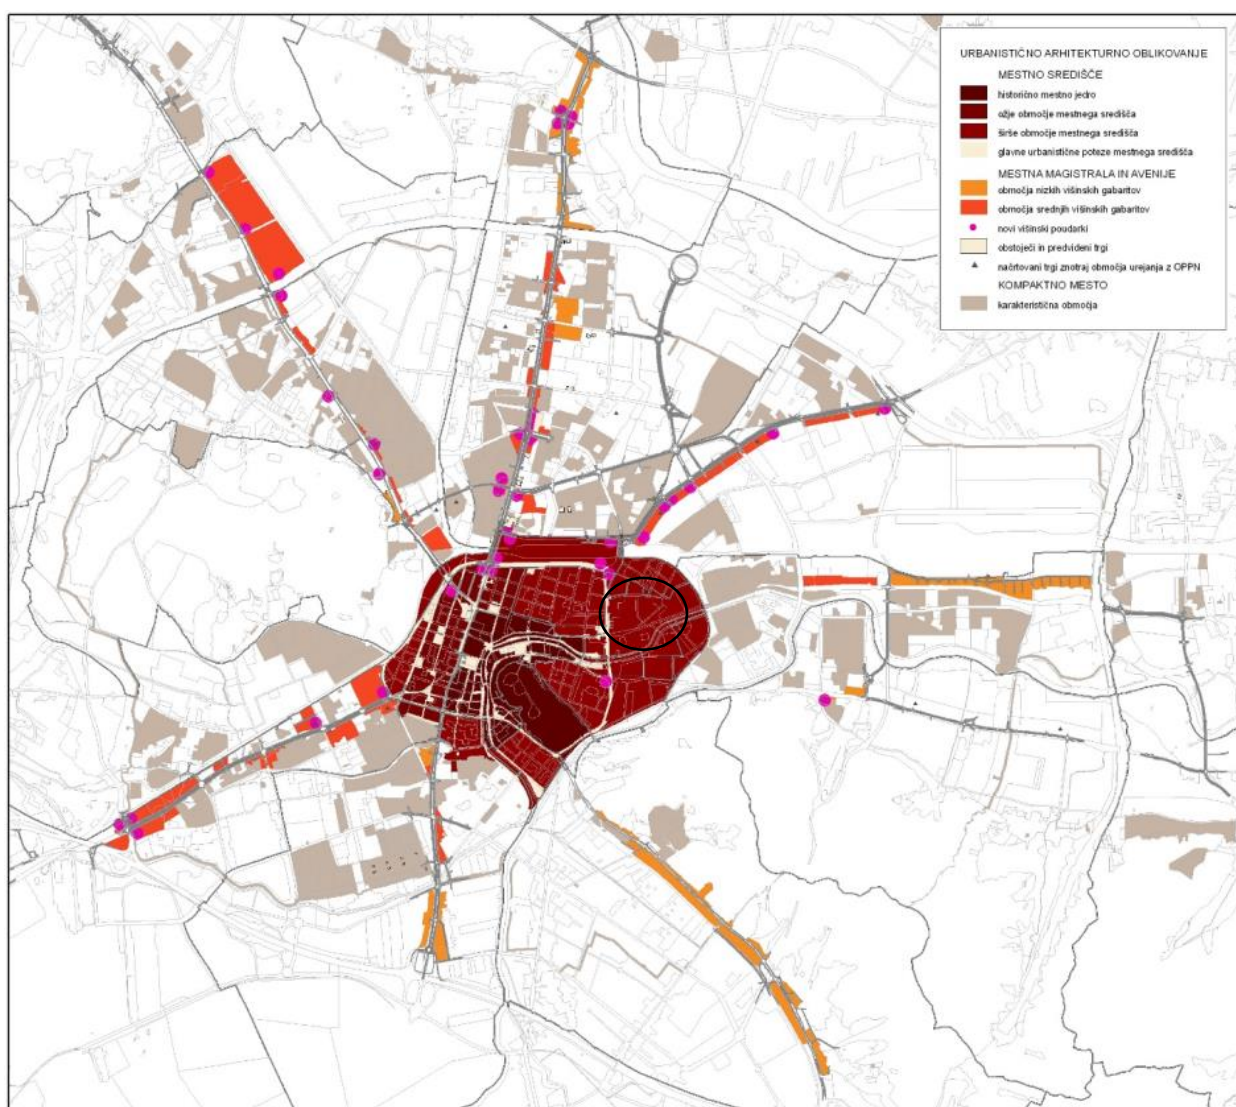 URBANISTIČNO ARHITEKTURNO OBLIKOVANJE
MESTNO SREDIŠČE
historično mestno jedro
ožje območje mestnega središča
širše območje mestnega središča
glavne urbanistične poteze mestnega središča
MESTNA MAGISTRALA IN AVENIJE
območja nizkih višinskih gabaritov
območja srednjih višinskih gabaritov
novi višinski poudarki
obstoječi in predvideni trgi
načrtovani trgi znotraj območja urejanja z OPPN
KOMPAKTNO MESTO
karakteristična območja